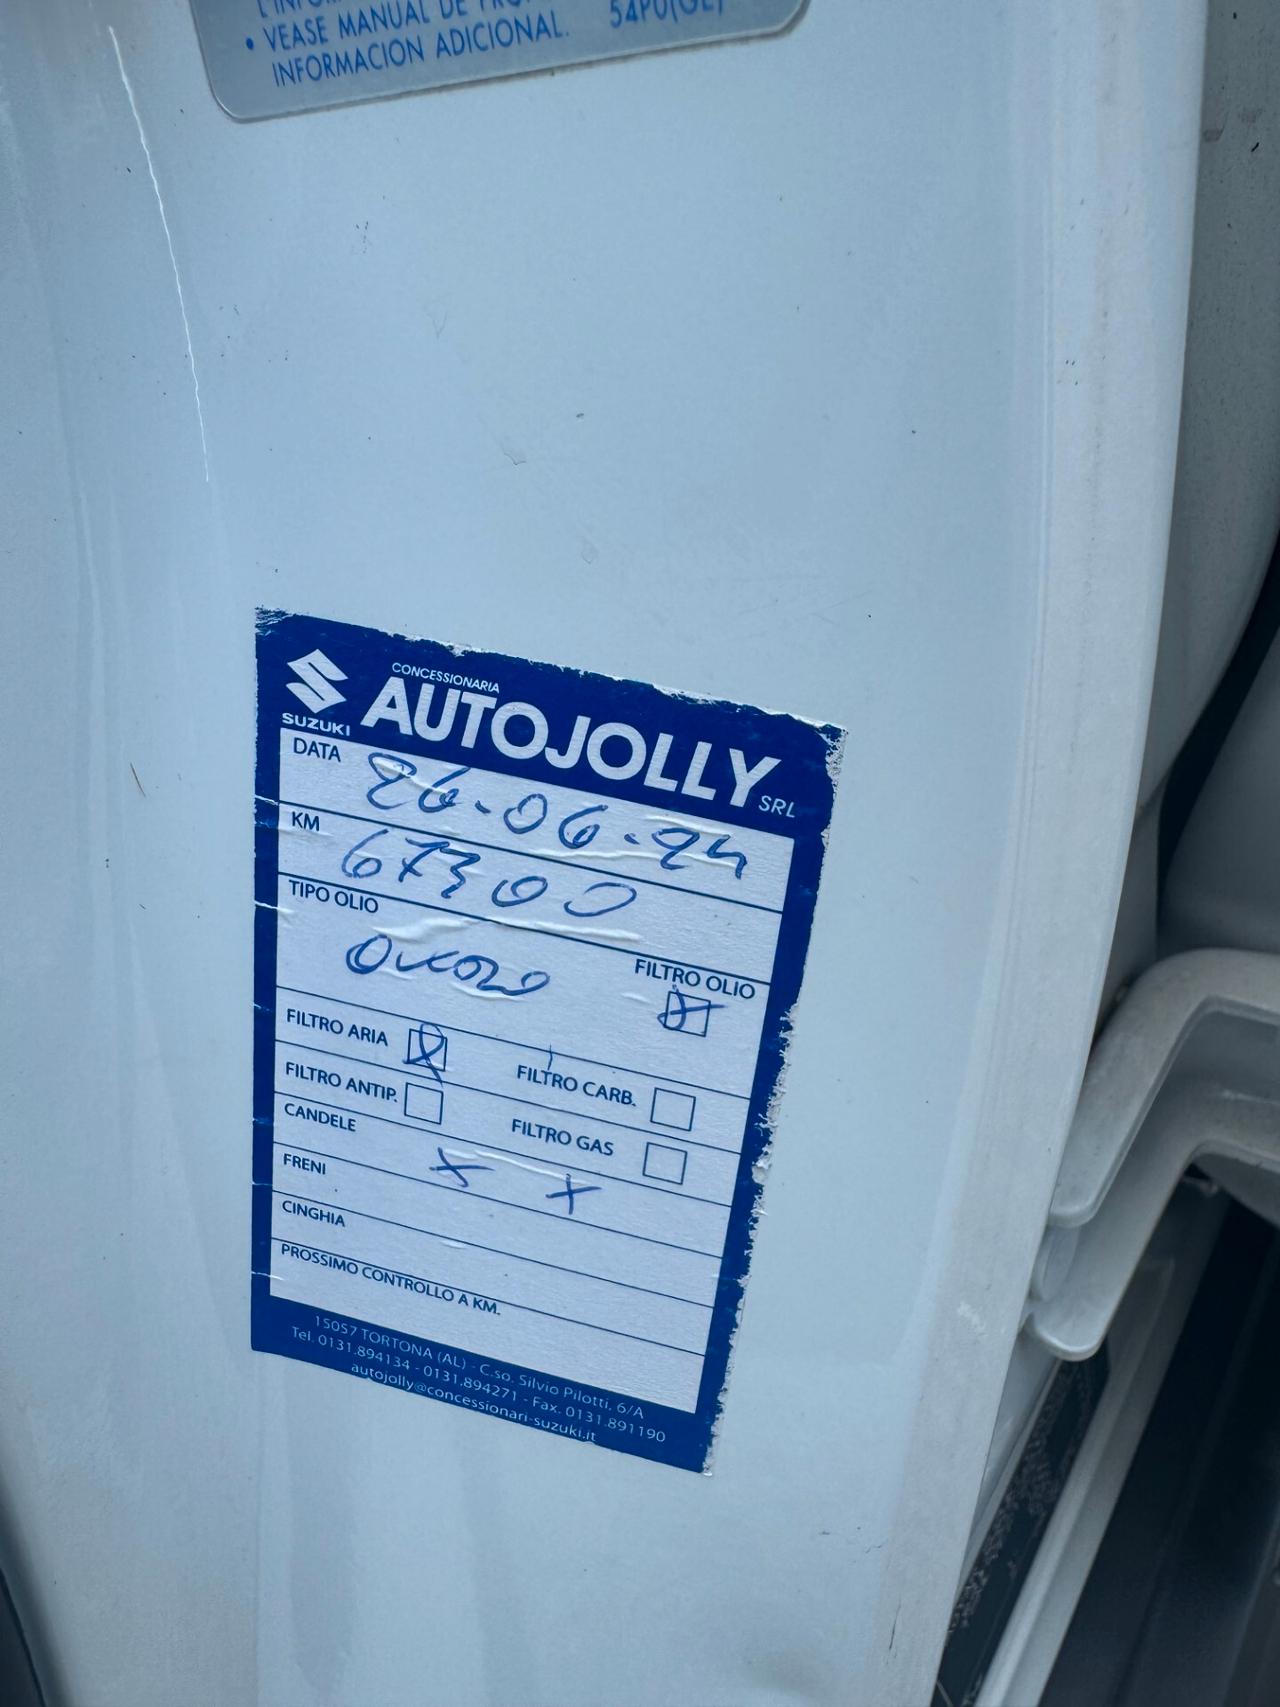 • VEASE MANUAL DE
INFORMACION ADICIONAL. 54P0(GE)
SUZUKI
CONCESSIONARIA
AUTOJOLLY SRL
DATA 26.06.24
KM 67300
TIPO OLIO
FILTRO OLIO X
FILTRO ARIA X FILTRO CARB.
FILTRO ANTIP. FILTRO GAS
CANDELE X X
FRENI
CINGHIA
PROSSIMO CONTROLLO A KM.
15057 TORTONA (AL) - C.so. Silvio Pilotti, 6/A
Tel. 0131.894134 - 0131.894271 - Fax. 0131.891190
autojolly@concessionari-suzuki.it